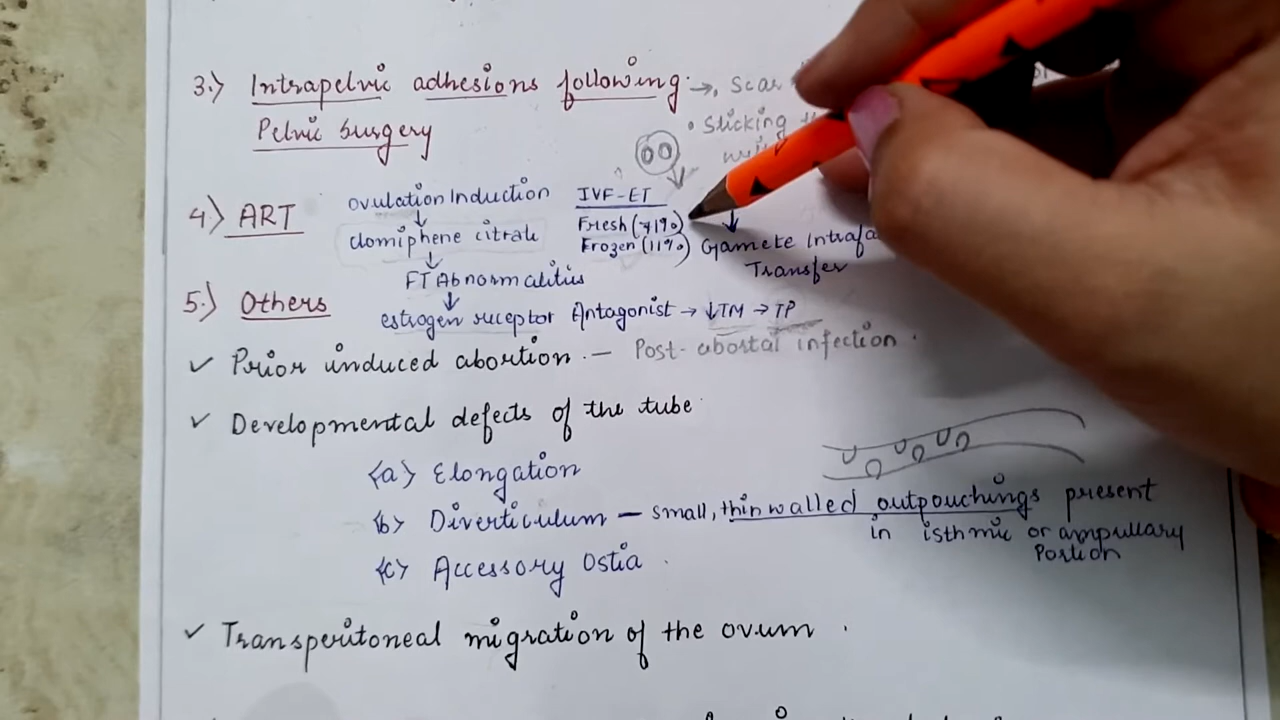 3.) Intrapelvic adhesions following → • Scar
Pelvic Surgery
• Sticking
4) ART
ovulation Induction
↓
clomiphene citrate
↓
FT Abnormalities
↓
estrogen receptor Antagonist → ↓TM → TP
IVF-ET
Fresh (71%)
Frozen (11%)
↓
Gamete Intrafa
Transfer
5.) Others
✓ Prior induced abortion. — Post-abostal infection.
✓ Developmental defects of the tube
(a) Elongation
(b) Diverticulum — small, thin walled outpouchings present
in isthmic or ampullary
Portion
(c) Accessory Ostia.
✓ Transperitoneal migration of the ovum.